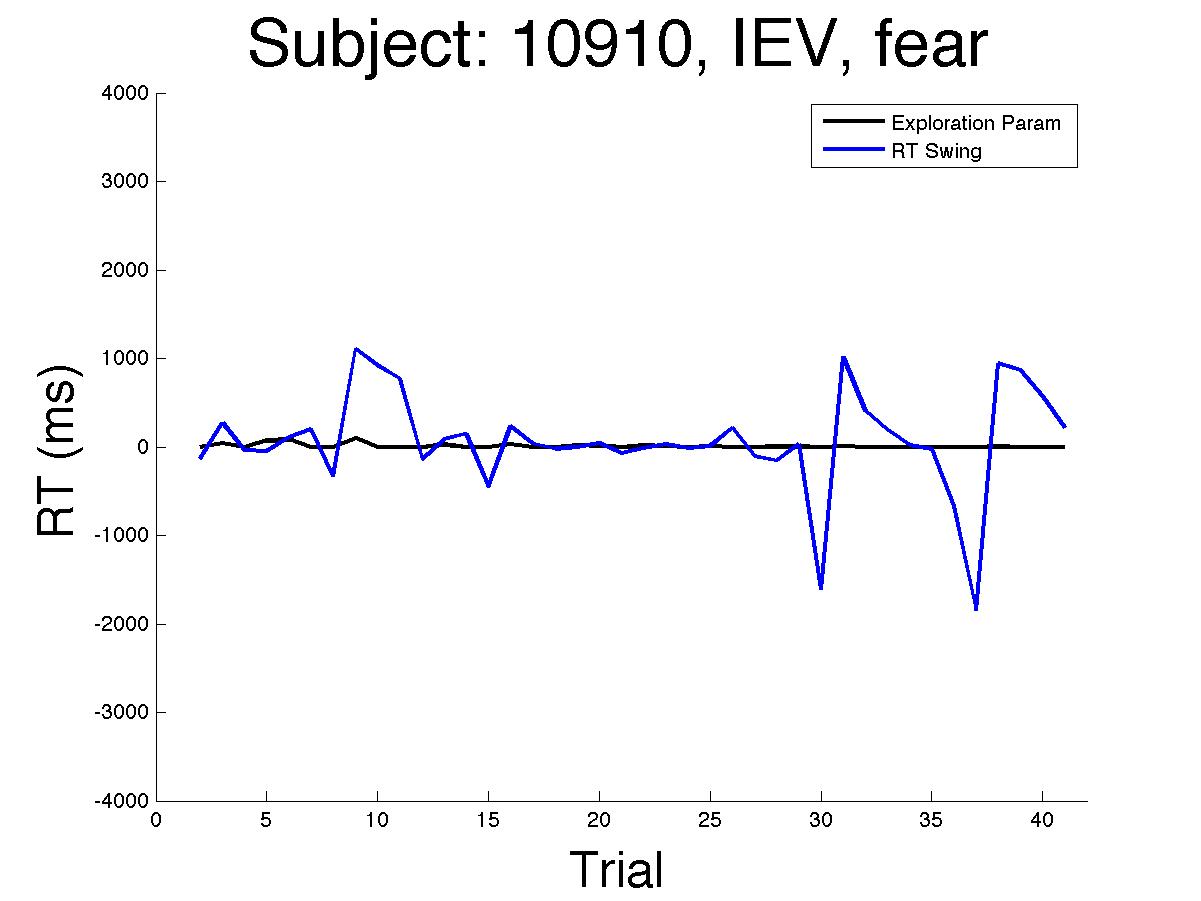 Subject: 10910, IEV, fear
Exploration Param
RT Swing
4000
3000
2000
1000
0
-1000
-2000
-3000
-4000
RT (ms)
0 5 10 15 20 25 30 35 40
Trial